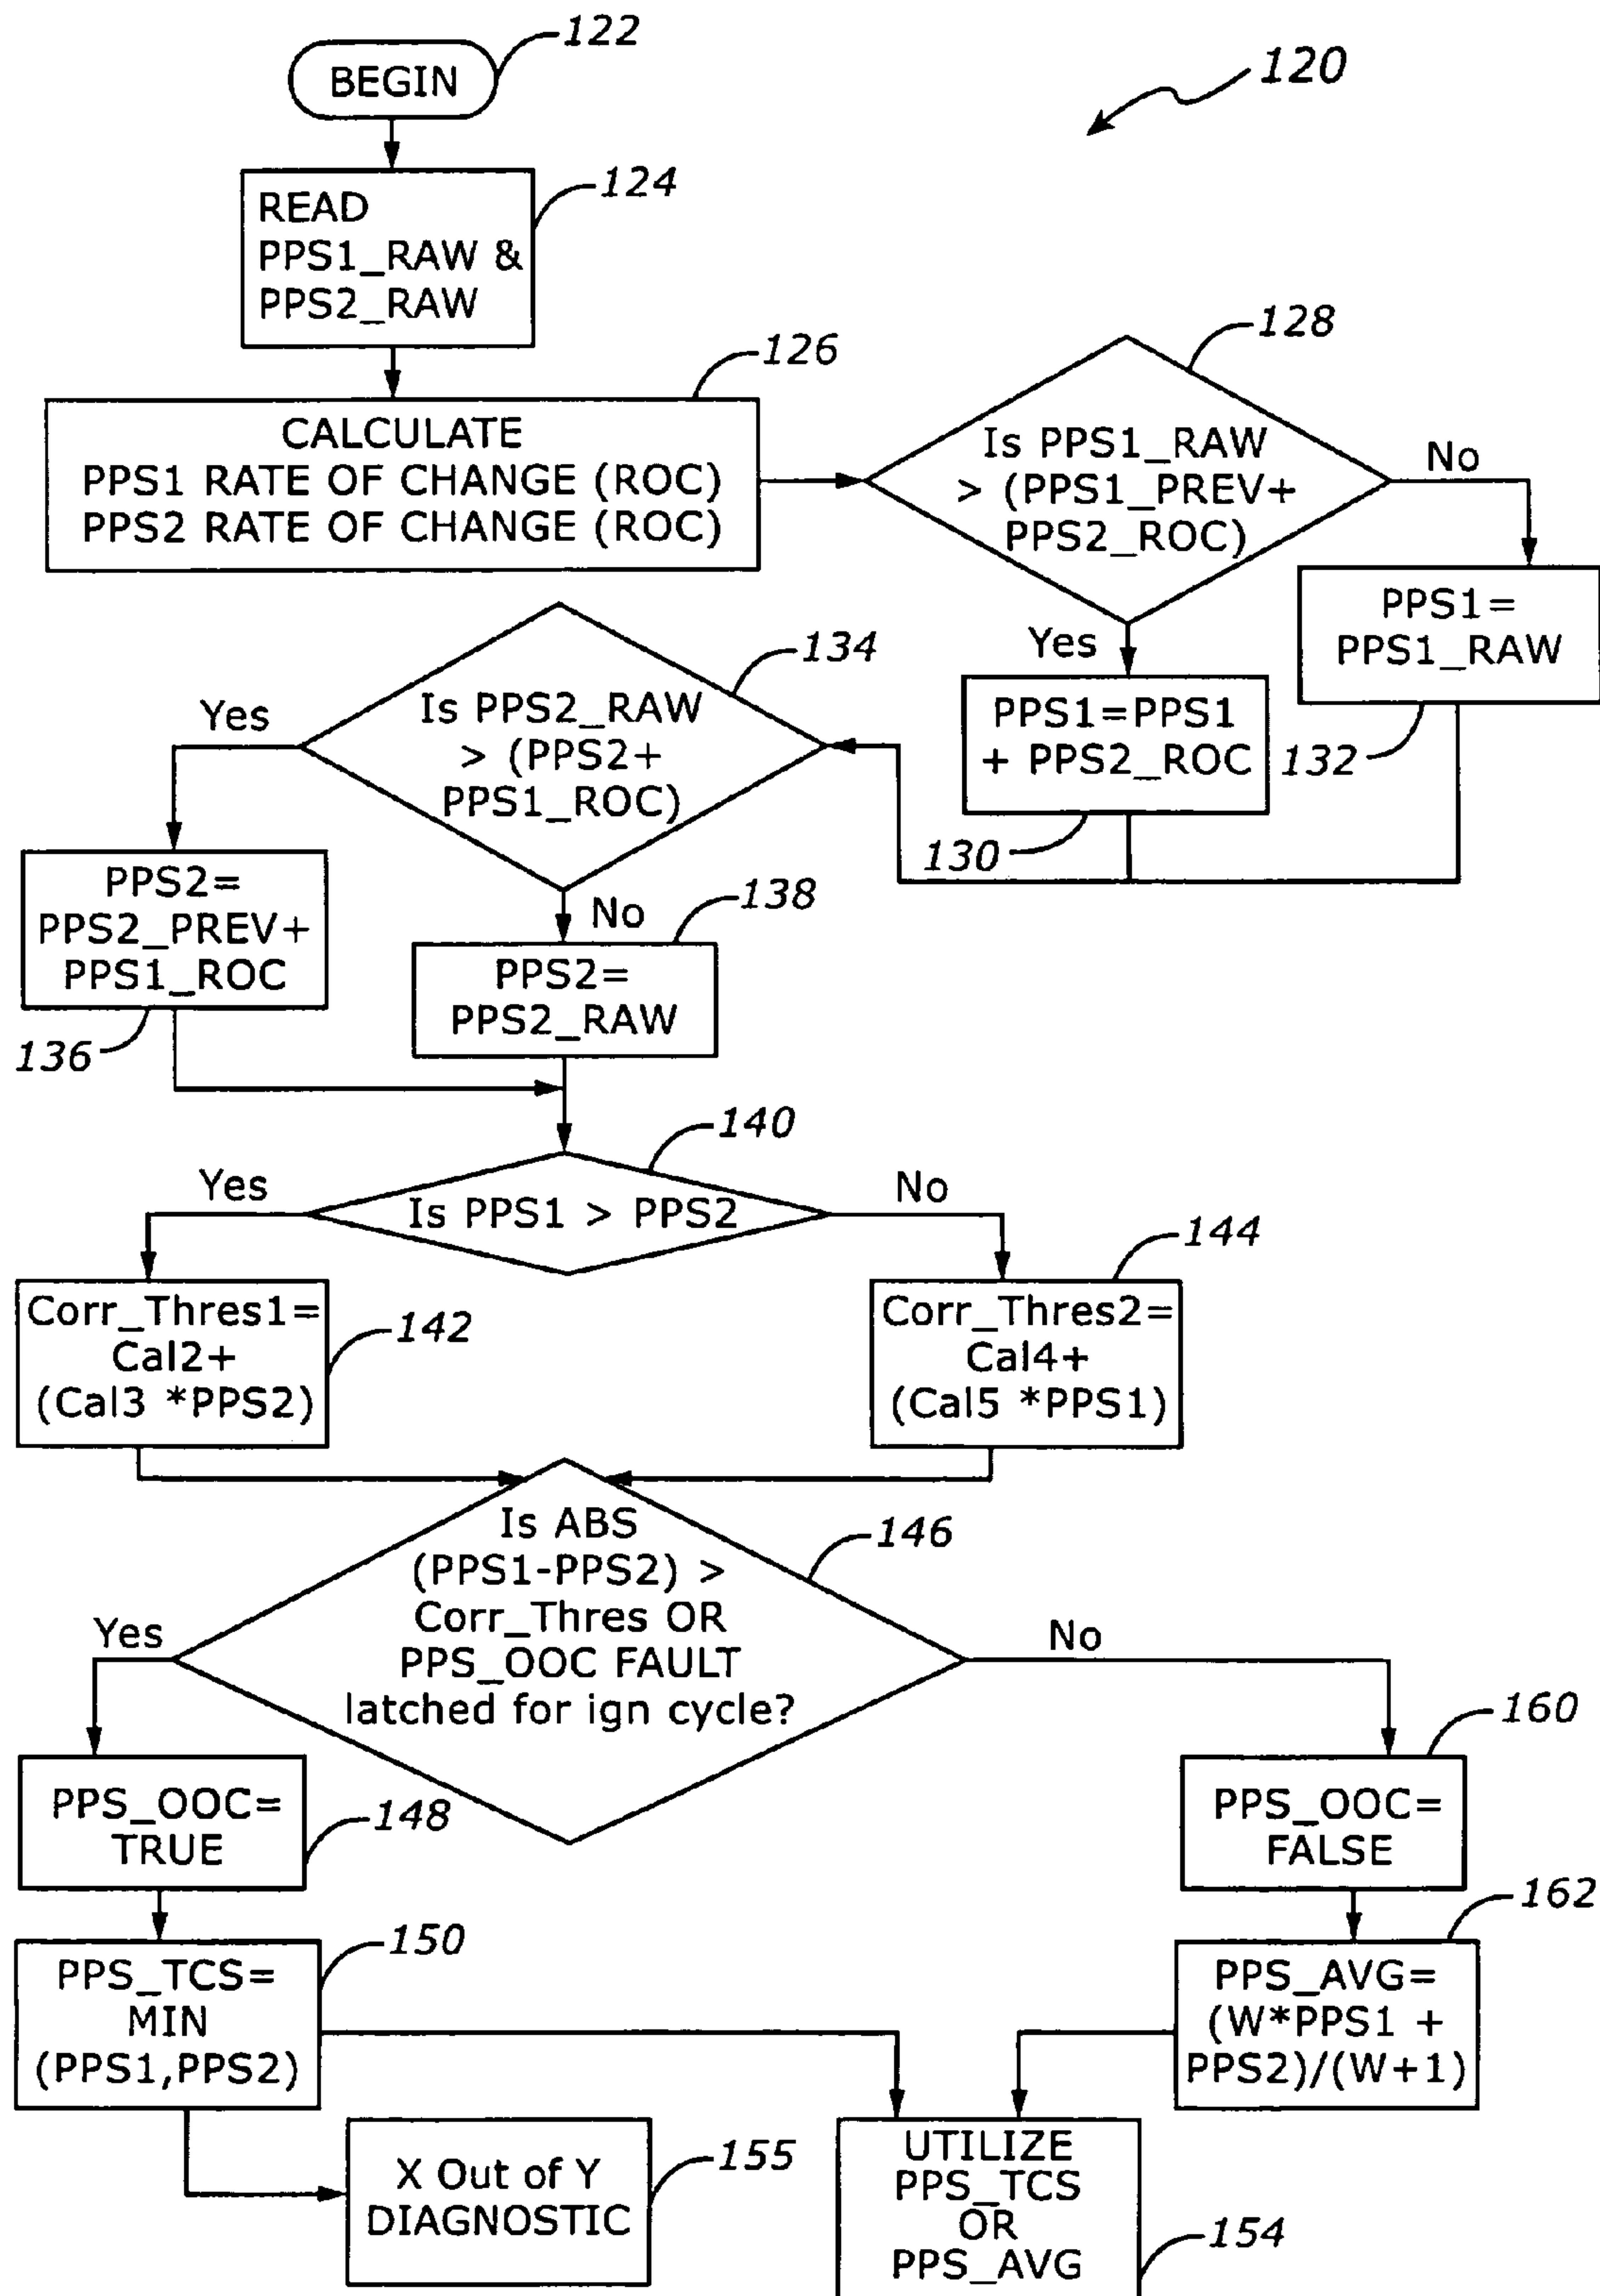 122
BEGIN
120
124
READ
PPS1_RAW &
PPS2_RAW
126
CALCULATE
PPS1 RATE OF CHANGE (ROC)
PPS2 RATE OF CHANGE (ROC)
128
Is PPS1_RAW
> (PPS1_PREV+
PPS2_ROC)
No
Yes
PPS1=
PPS1_RAW
132
PPS1=PPS1
+ PPS2_ROC
130
134
Is PPS2_RAW
> (PPS2+
PPS1_ROC)
Yes
No
PPS2=
PPS2_PREV+
PPS1_ROC
136
138
PPS2=
PPS2_RAW
140
Is PPS1 > PPS2
Yes
No
Corr_Thres1=
Cal2+
(Cal3 *PPS2)
142
144
Corr_Thres2=
Cal4+
(Cal5 *PPS1)
146
Is ABS
(PPS1-PPS2) >
Corr_Thres OR
PPS_OOC FAULT
latched for ign cycle?
Yes
No
PPS_OOC=
TRUE
148
160
PPS_OOC=
FALSE
150
PPS_TCS=
MIN
(PPS1,PPS2)
162
PPS_AVG=
(W*PPS1 +
PPS2)/(W+1)
X Out of Y
DIAGNOSTIC
155
UTILIZE
PPS_TCS
OR
PPS_AVG
154